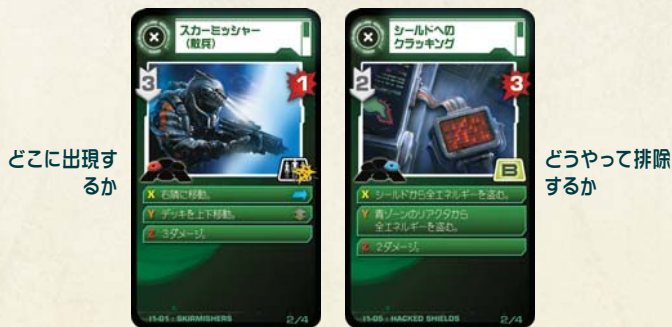 どこに出現す
るか
X
スカーミッシャー
(散兵)
3
1
X 右隣に移動。
Y デッキを上下移動。
Z 3ダメージ。
I1-01 : SKIRMISHERS
2/4
X
シールドへの
クラッキング
2
3
B
X シールドから全エネルギーを盗む。
Y 青ゾーンのリアクタから
全エネルギーを盗む。
Z 2ダメージ。
I1-05 : HACKED SHIELDS
2/4
どうやって排除
するか